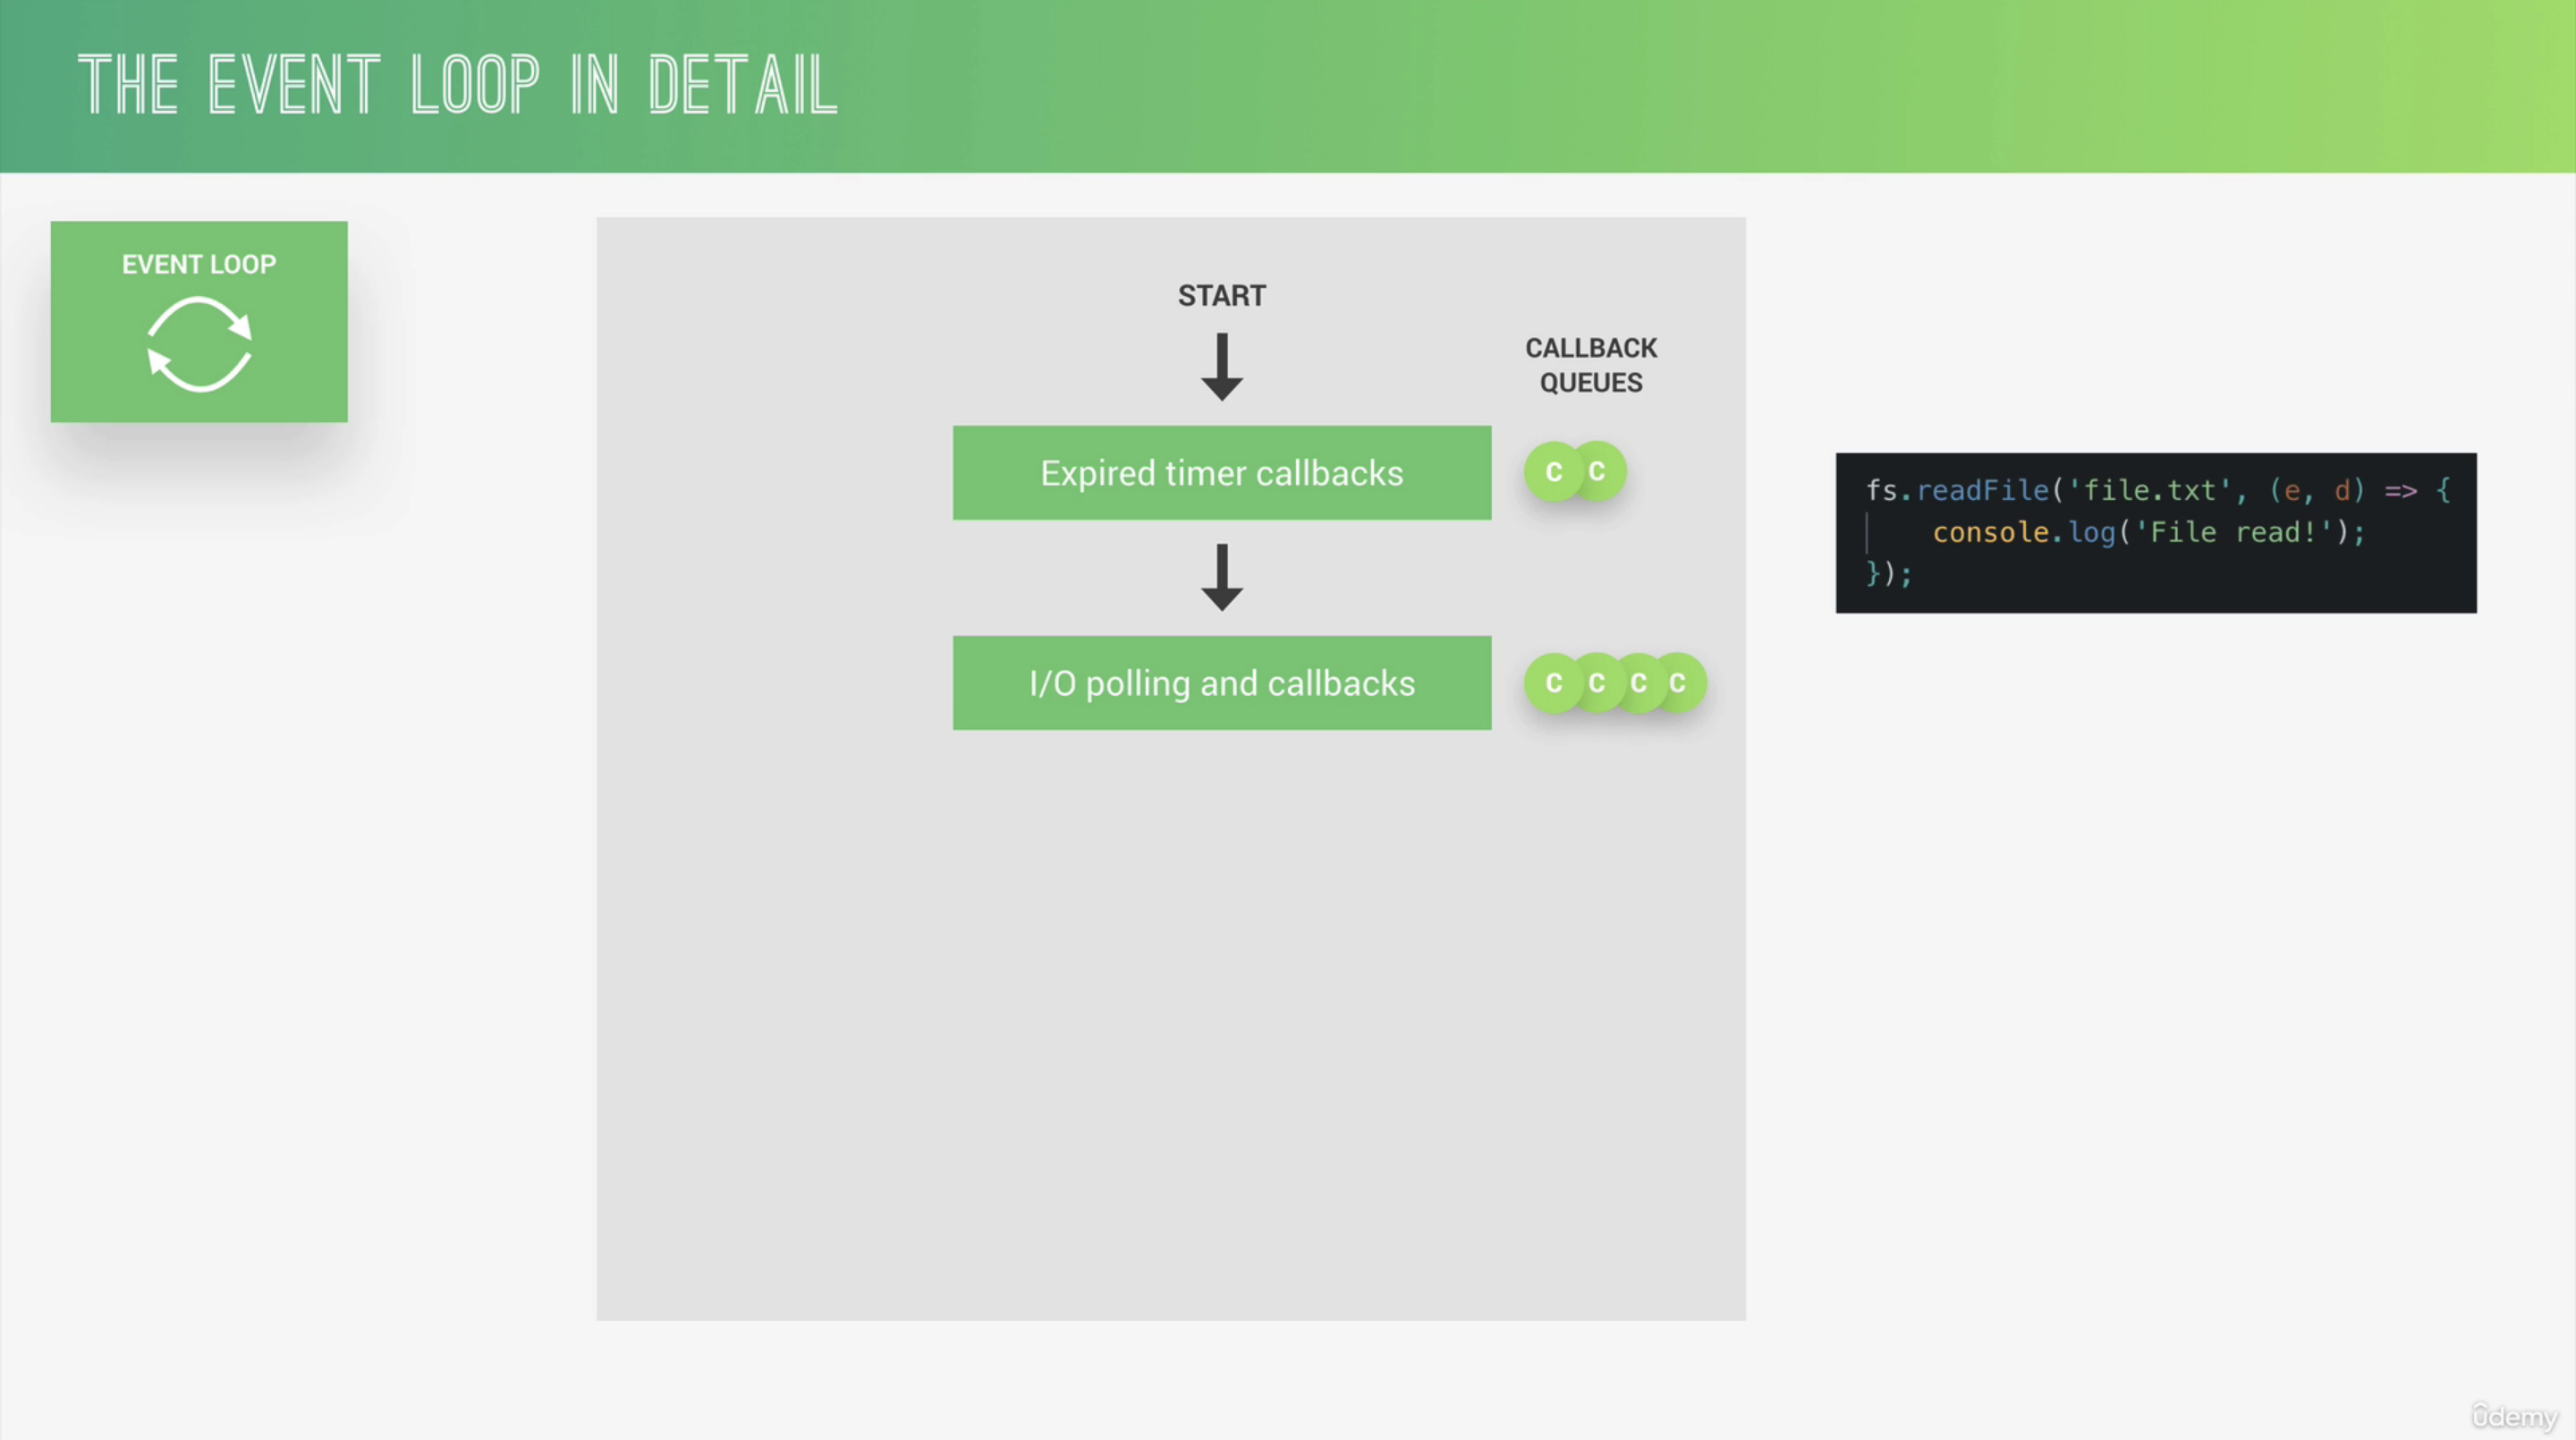 THE EVENT LOOP IN DETAIL
EVENT LOOP
START
CALLBACK
QUEUES
Expired timer callbacks
C C
I/O polling and callbacks
C C C C
fs.readFile('file.txt', (e, d) => {
    console.log('File read!');
});
ûdemy